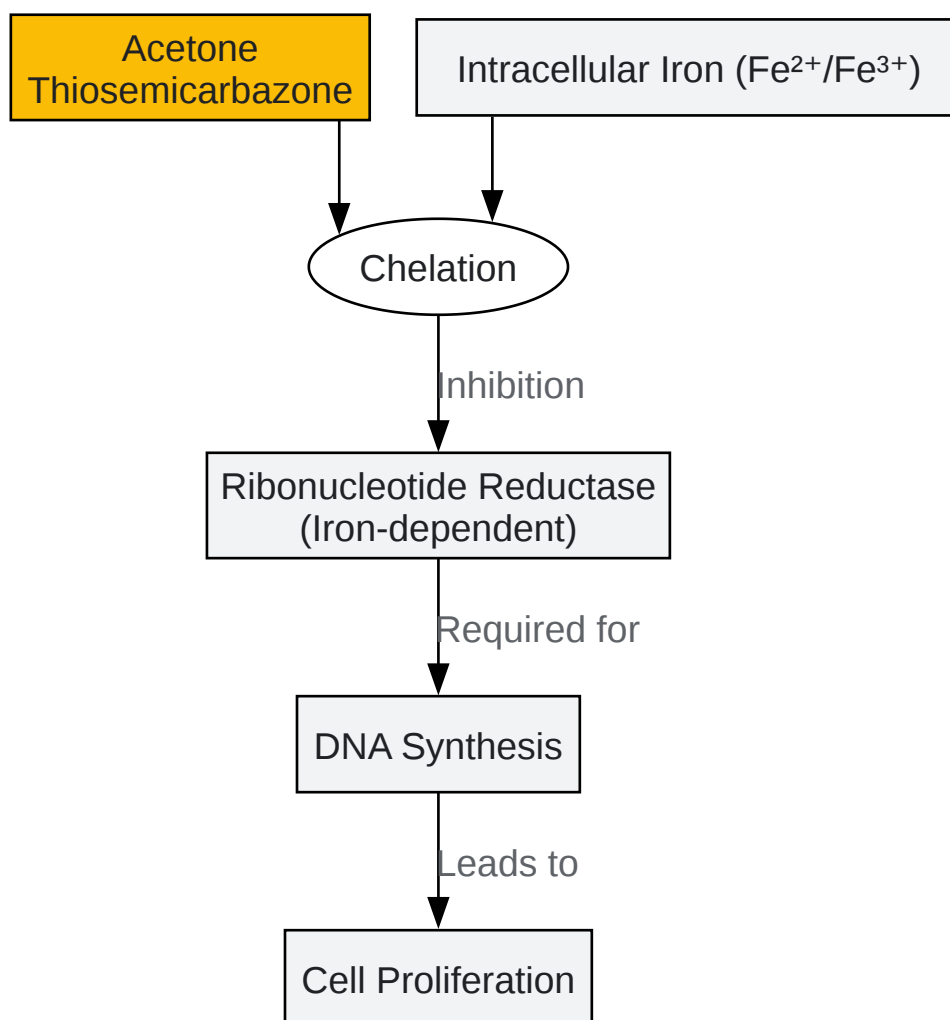 Acetone
Thiosemicarbazone
Intracellular Iron (Fe²⁺/Fe³⁺)
Chelation
Inhibition
Ribonucleotide Reductase
(Iron-dependent)
Required for
DNA Synthesis
Leads to
Cell Proliferation